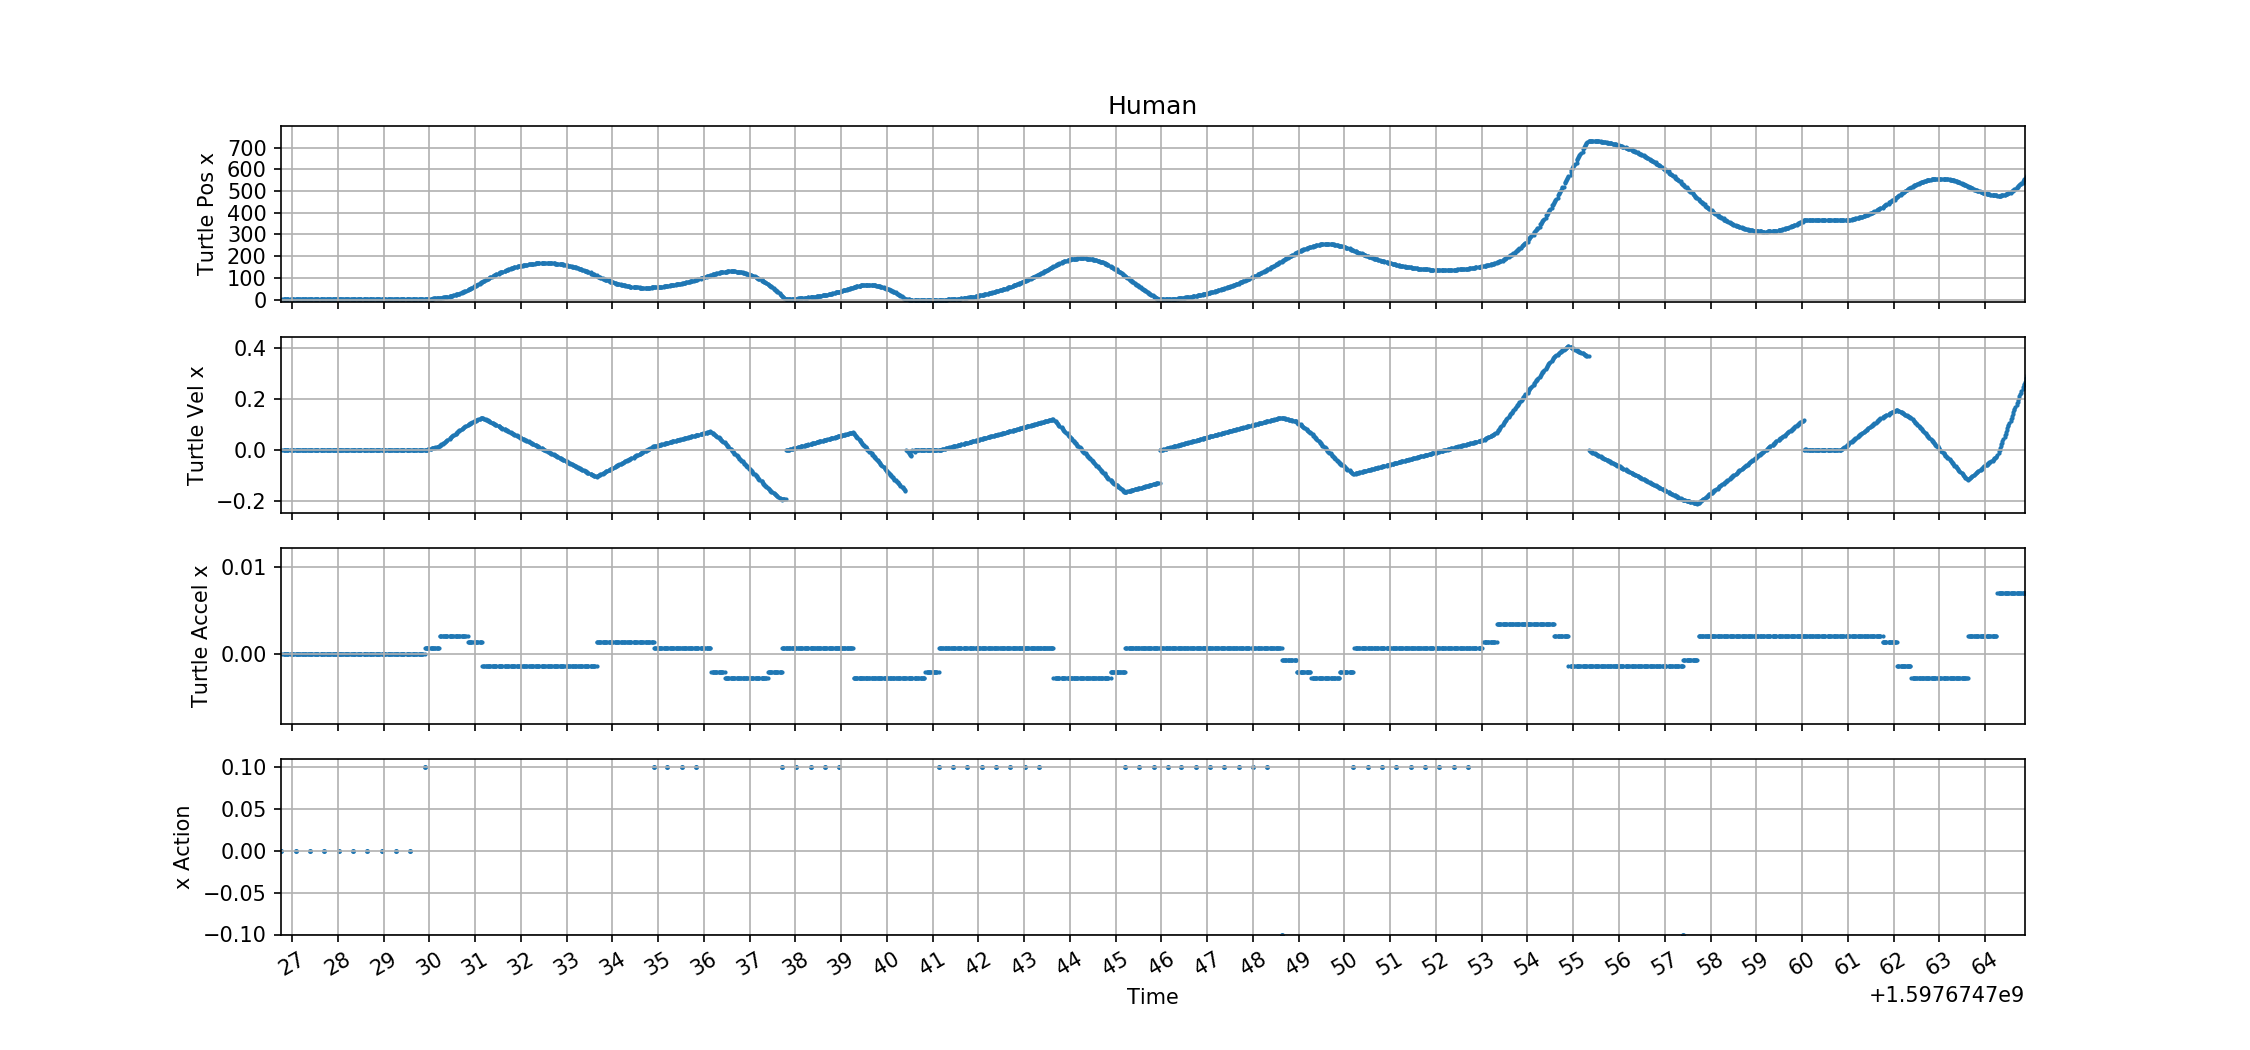 Human
Turtle Pos x
700
600
500
400
300
200
100
0
Turtle Vel x
0.4
0.2
0.0
−0.2
Turtle Accel x
0.01
0.00
x Action
0.10
0.05
0.00
−0.05
−0.10
27 28 29 30 31 32 33 34 35 36 37 38 39 40 41 42 43 44 45 46 47 48 49 50 51 52 53 54 55 56 57 58 59 60 61 62 63 64
Time
+1.5976747e9